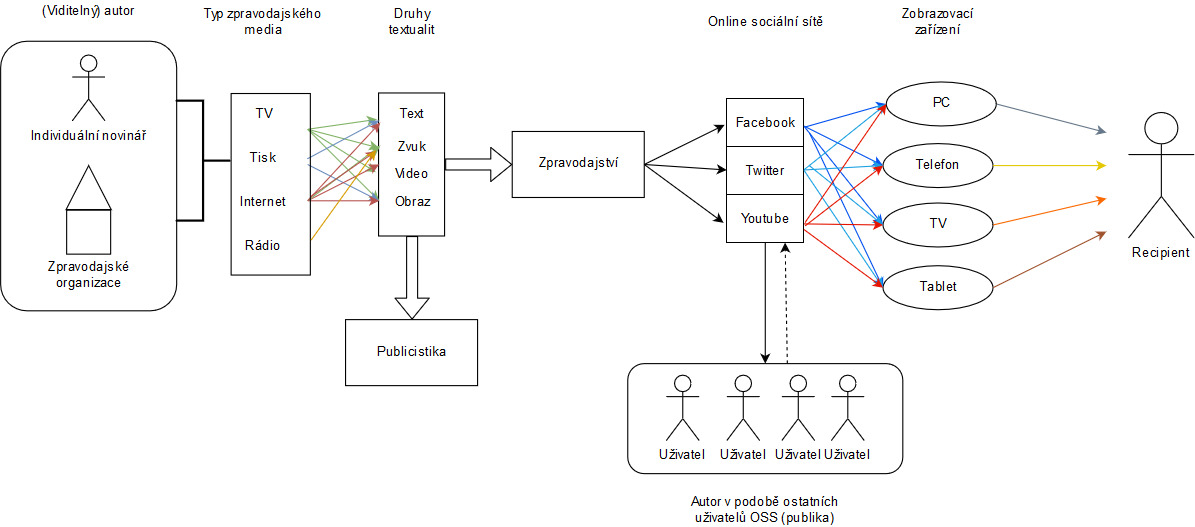 (Viditelný) autor
Typ zpravodajského
media
Druhy
textualit
Online sociální sítě
Zobrazovací
zařízení
Individuální novinář
Zpravodajské
organizace
TV
Tisk
Internet
Rádio
Text
Zvuk
Video
Obraz
Zpravodajství
Publicistika
Facebook
Twitter
Youtube
PC
Telefon
TV
Tablet
Recipient
Uživatel
Uživatel
Uživatel
Uživatel
Autor v podobě ostatních
uživatelů OSS (publika)